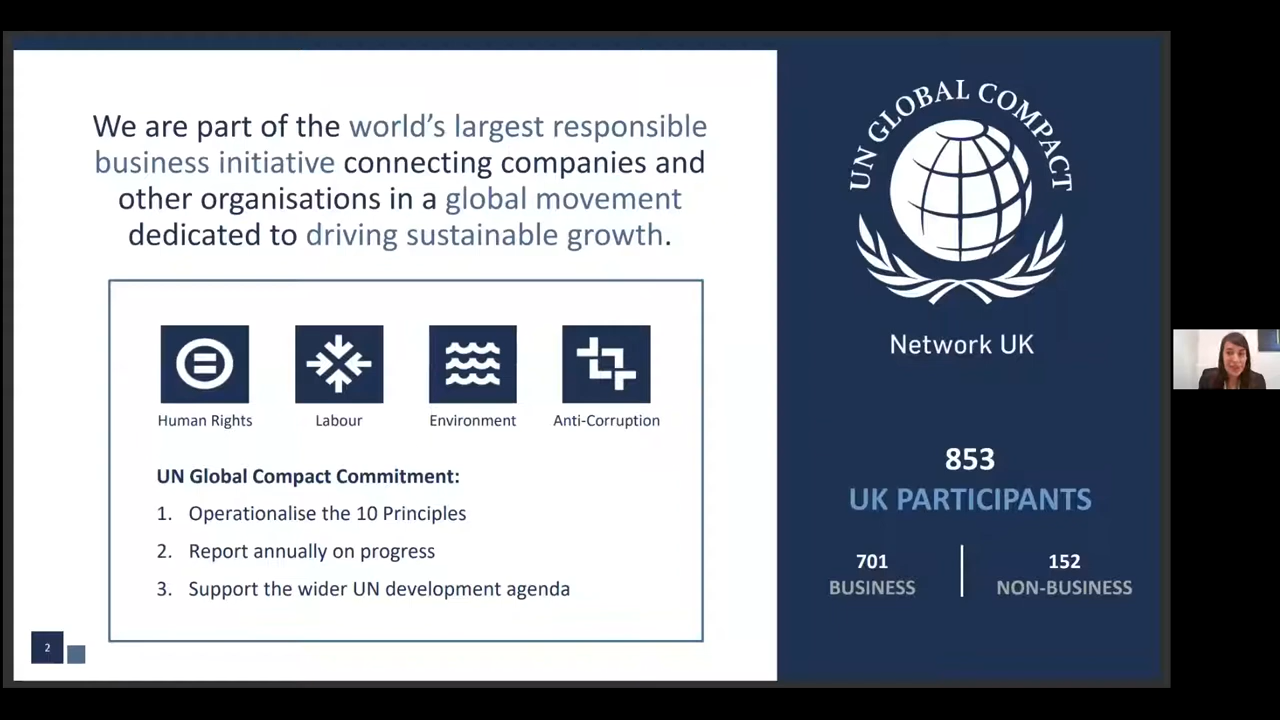 We are part of the world's largest responsible
business initiative connecting companies and
other organisations in a global movement
dedicated to driving sustainable growth.
Human Rights
Labour
Environment
Anti-Corruption
UN Global Compact Commitment:
1. Operationalise the 10 Principles
2. Report annually on progress
3. Support the wider UN development agenda
2
UN GLOBAL COMPACT
Network UK
853
UK PARTICIPANTS
701
BUSINESS
152
NON-BUSINESS